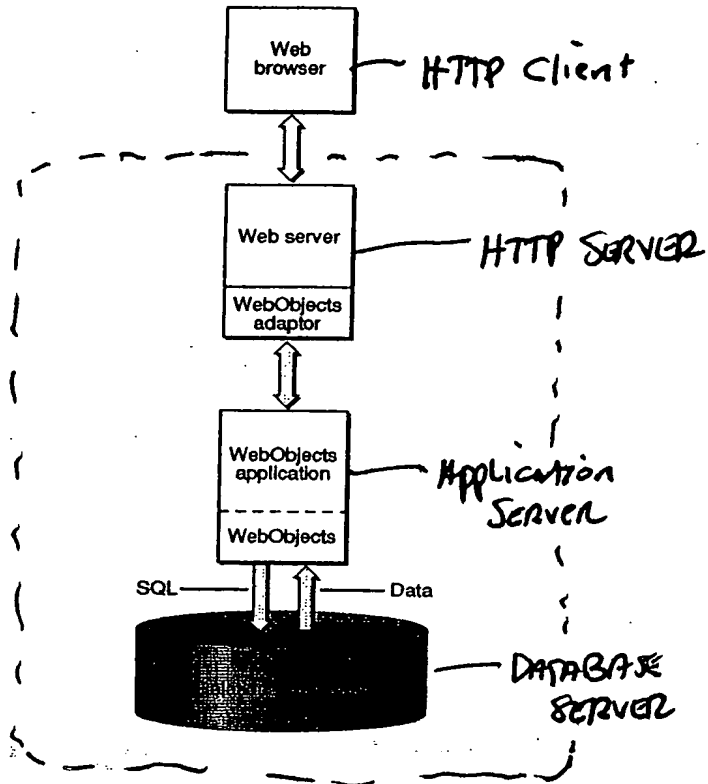 Web
browser
HTTP Client
Web server
HTTP SERVER
WebObjects
adaptor
WebObjects
application
Application
SERVER
WebObjects
SQL
Data
DATABASE
SERVER